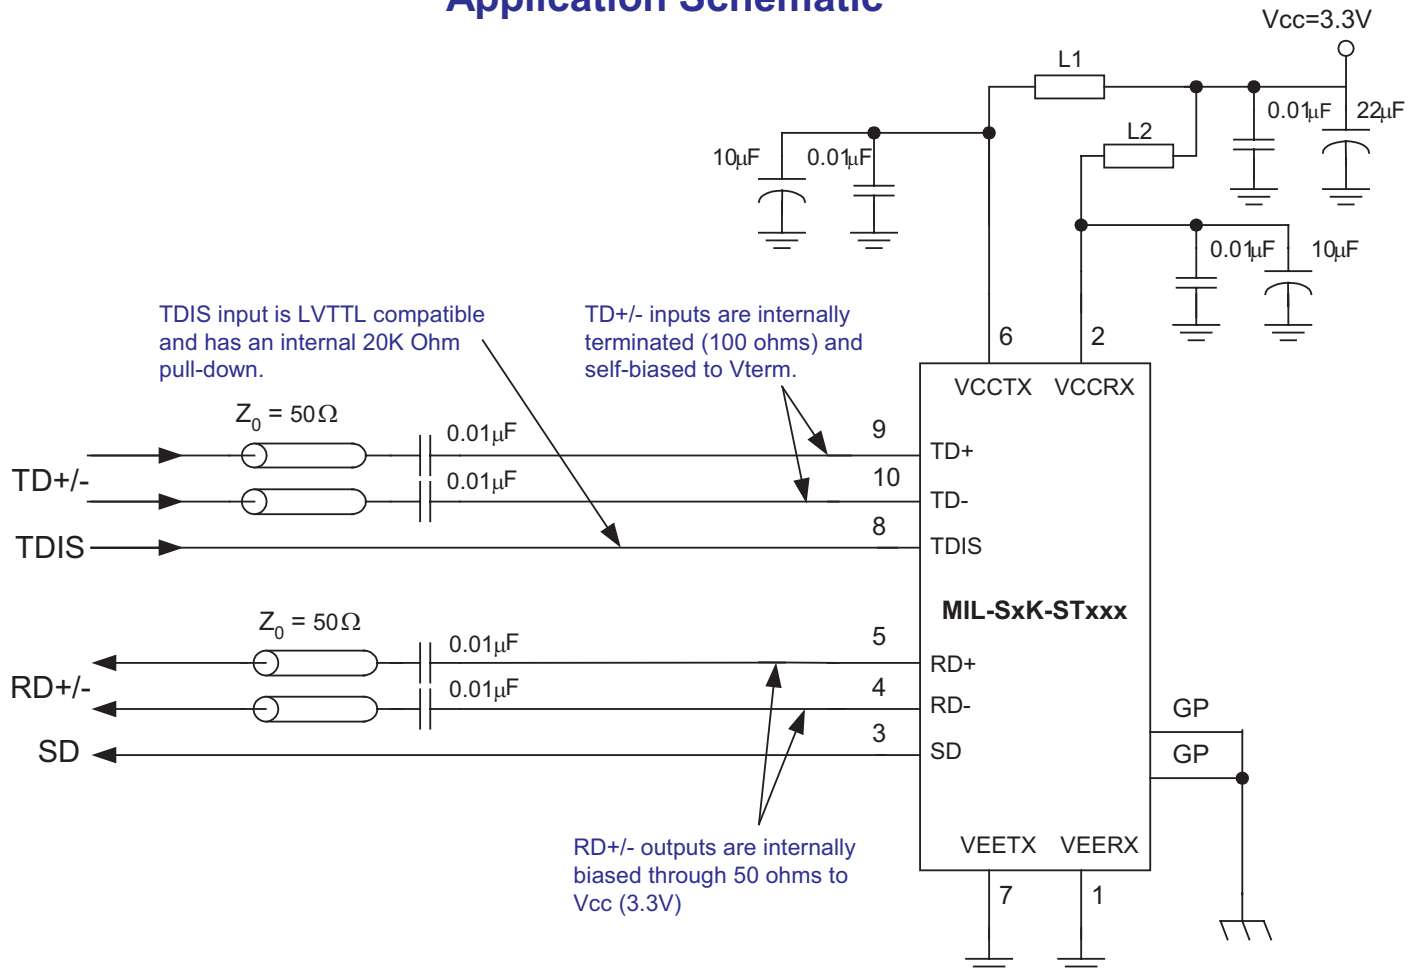 Application Schematic
Vcc=3.3V
L1
0.01µF
22µF
L2
10µF
0.01µF
0.01µF
10µF
TDIS input is LVTTL compatible
and has an internal 20K Ohm
pull-down.
TD+/- inputs are internally
terminated (100 ohms) and
self-biased to Vterm.
6
2
VCCTX
VCCRX
Z0 = 50Ω
0.01µF
9
TD+
TD+/-
0.01µF
10
TD-
TDIS
8
TDIS
MIL-SxK-STxxx
Z0 = 50Ω
0.01µF
5
RD+
RD+/-
0.01µF
4
RD-
SD
3
SD
GP
GP
RD+/- outputs are internally
biased through 50 ohms to
Vcc (3.3V)
VEETX
VEERX
7
1